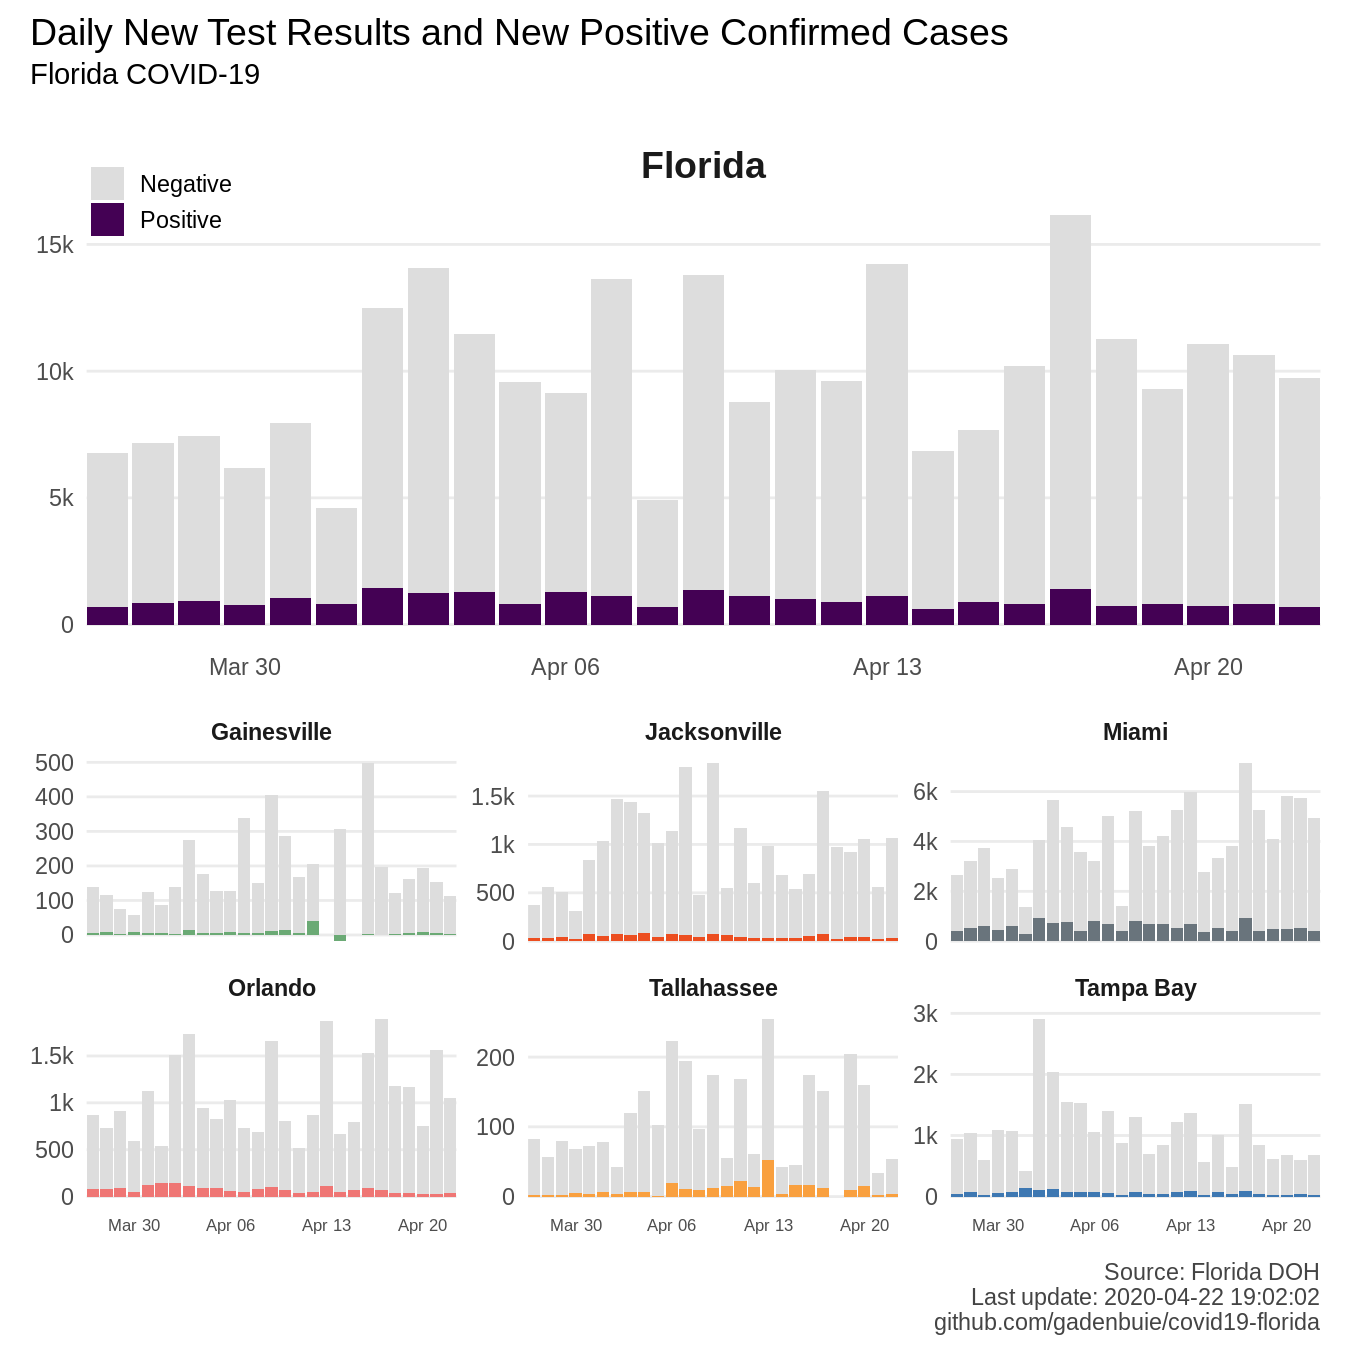 Daily New Test Results and New Positive Confirmed Cases
Florida COVID-19
Florida
Negative
Positive
15k
10k
5k
0
Mar 30 Apr 06 Apr 13 Apr 20
Gainesville Jacksonville Miami
500
400
300
200
100
0
1.5k
1k
500
0
6k
4k
2k
0
Orlando Tallahassee Tampa Bay
1.5k
1k
500
0
200
100
0
3k
2k
1k
0
Mar 30 Apr 06 Apr 13 Apr 20 Mar 30 Apr 06 Apr 13 Apr 20 Mar 30 Apr 06 Apr 13 Apr 20
Source: Florida DOH
Last update: 2020-04-22 19:02:02
github.com/gadenbuie/covid19-florida